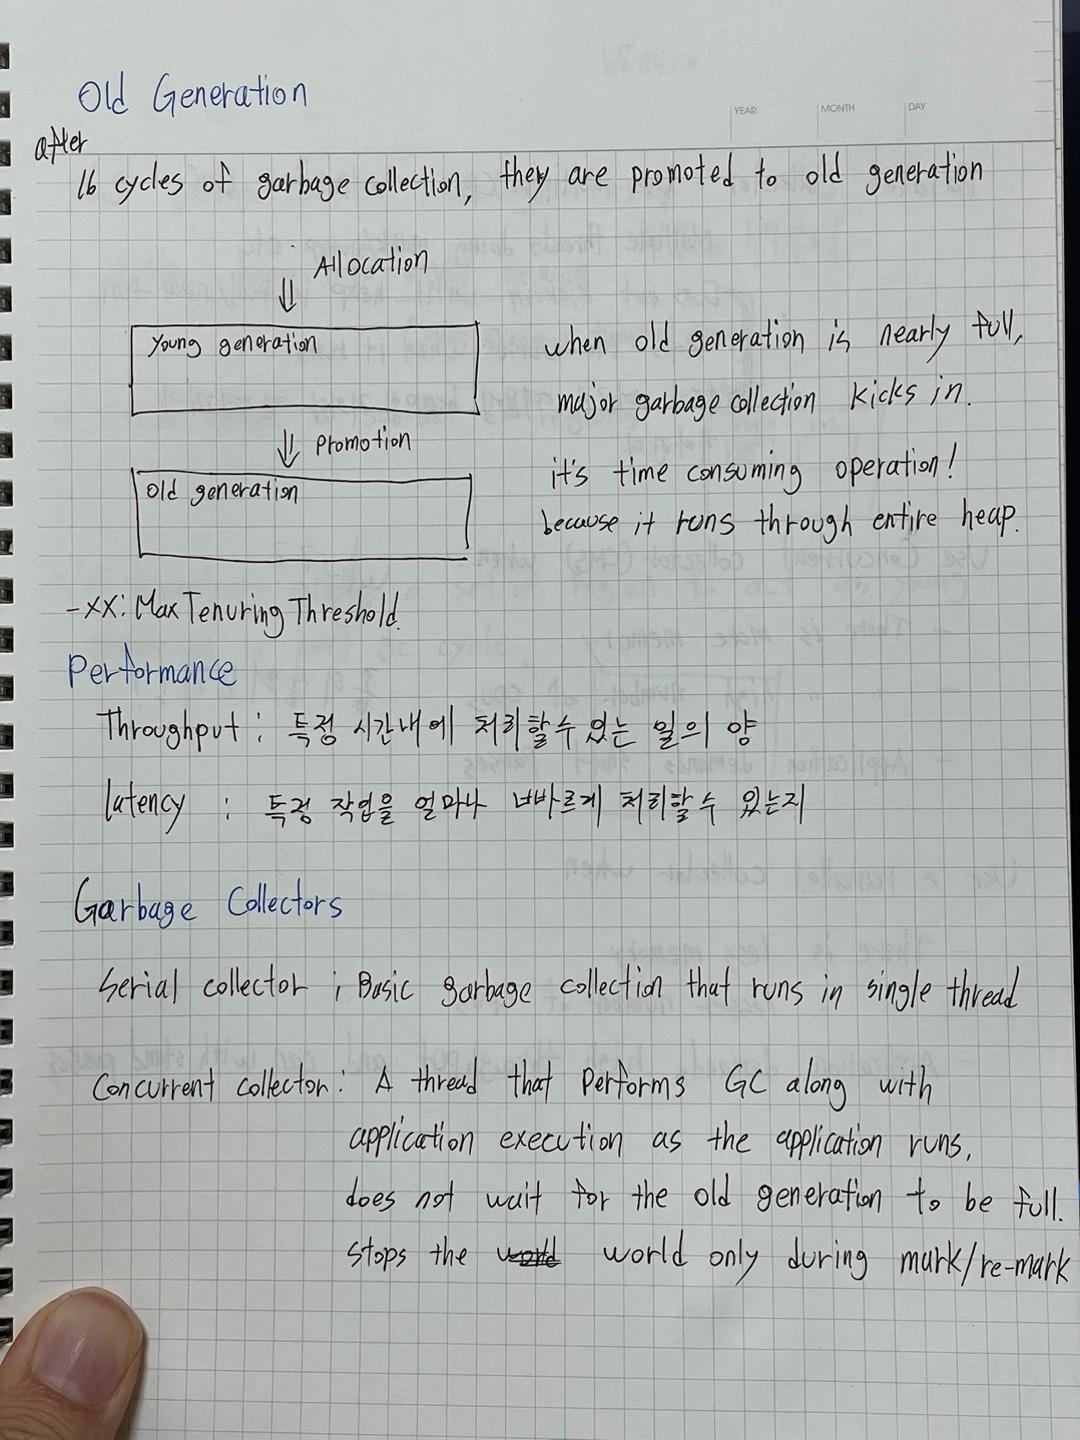 YEAR MONTH DAY
Old Generation
after
16 cycles of garbage collection, they are promoted to old generation
Allocation
Young generation
Promotion
Old generation
when old generation is nearly full,
major garbage collection kicks in.
it's time consuming operation!
because it runs through entire heap.
-XX: Max Tenuring Threshold.
Performance
Throughput : 특정 시간내에 처리할수 있는 일의 양
latency : 특정 작업을 얼마나 너바르게 처리할수 있는지
Garbage Collectors
Serial collector ; Basic garbage collection that runs in single thread
Concurrent collector : A thread that performs GC along with
application execution as the application runs,
does not wait for the old generation to be full.
Stops the world only during mark/re-mark